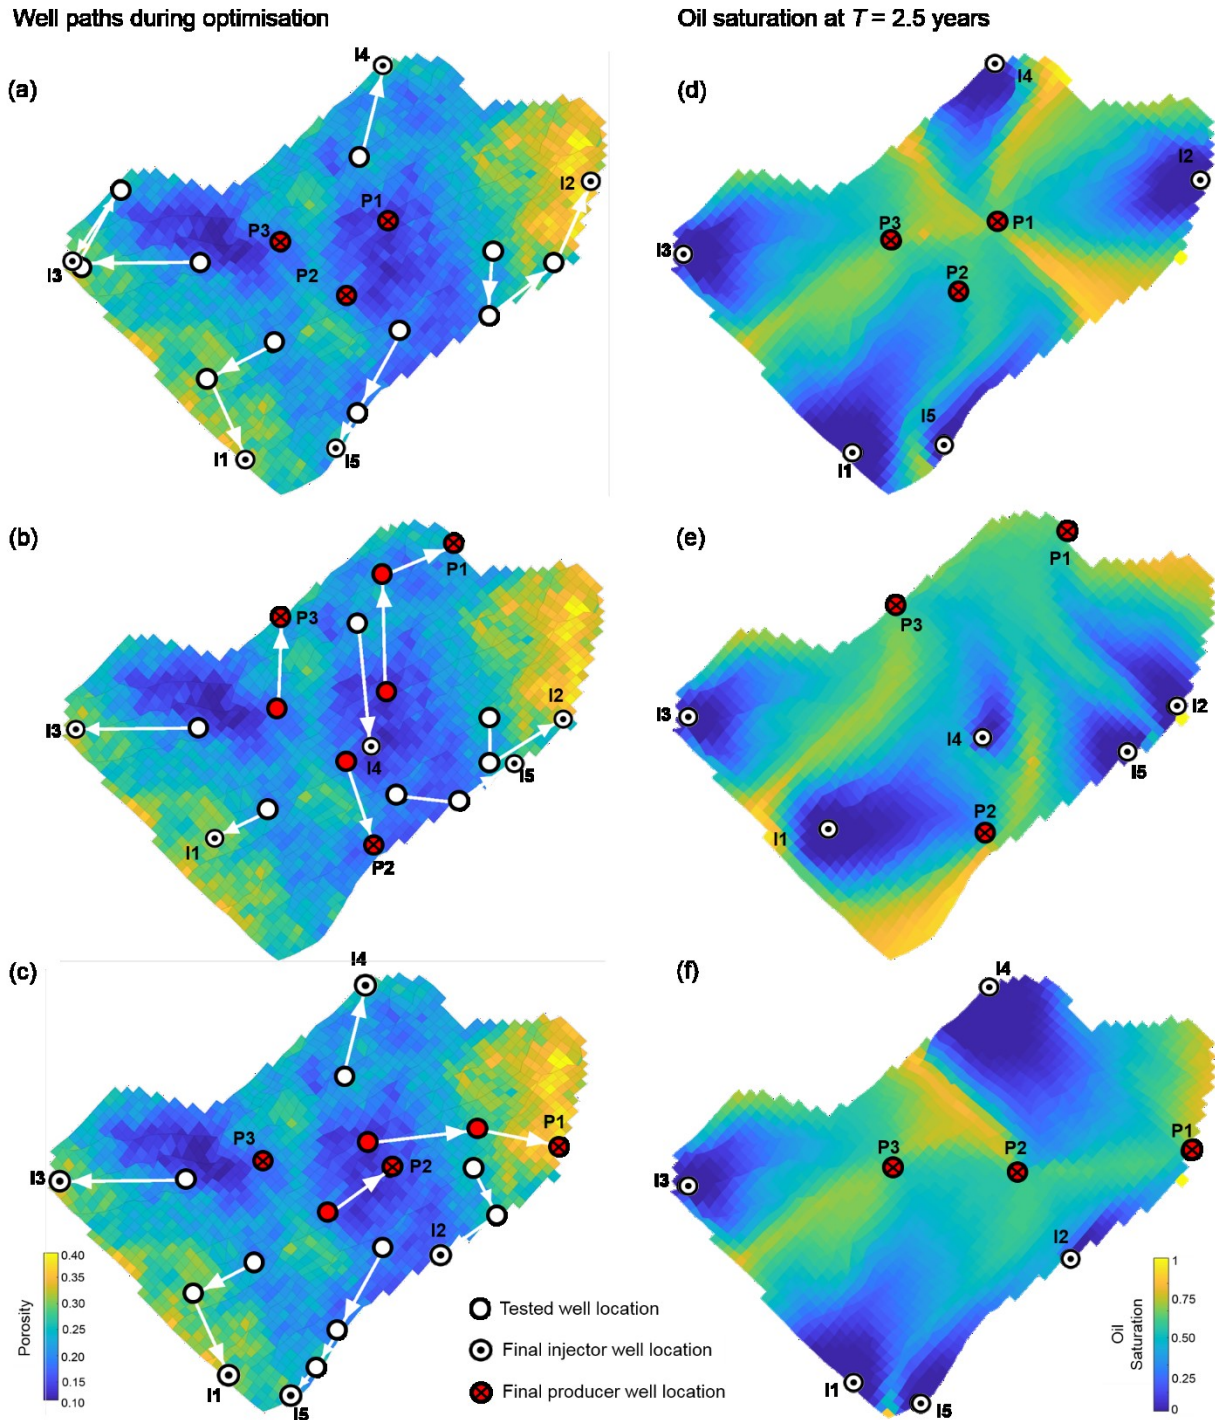 Well paths during optimisation
Oil saturation at T = 2.5 years
(a)
I4
I2
P1
P3
P2
I3
I1
I5
(d)
I4
I2
P3
P1
I3
P2
I5
I1
(b)
P1
P3
I2
I3
I4
I5
I1
P2
(e)
P1
P3
I3
I2
I4
I5
I1
P2
(c)
I4
P1
P3
P2
I3
I2
I1
I5
0.40
0.35
0.30
0.25
0.20
0.15
0.10
Porosity
Tested well location
Final injector well location
Final producer well location
(f)
I4
P1
P3
P2
I3
I2
I1
I5
1
0.75
0.50
0.25
0
Oil
Saturation